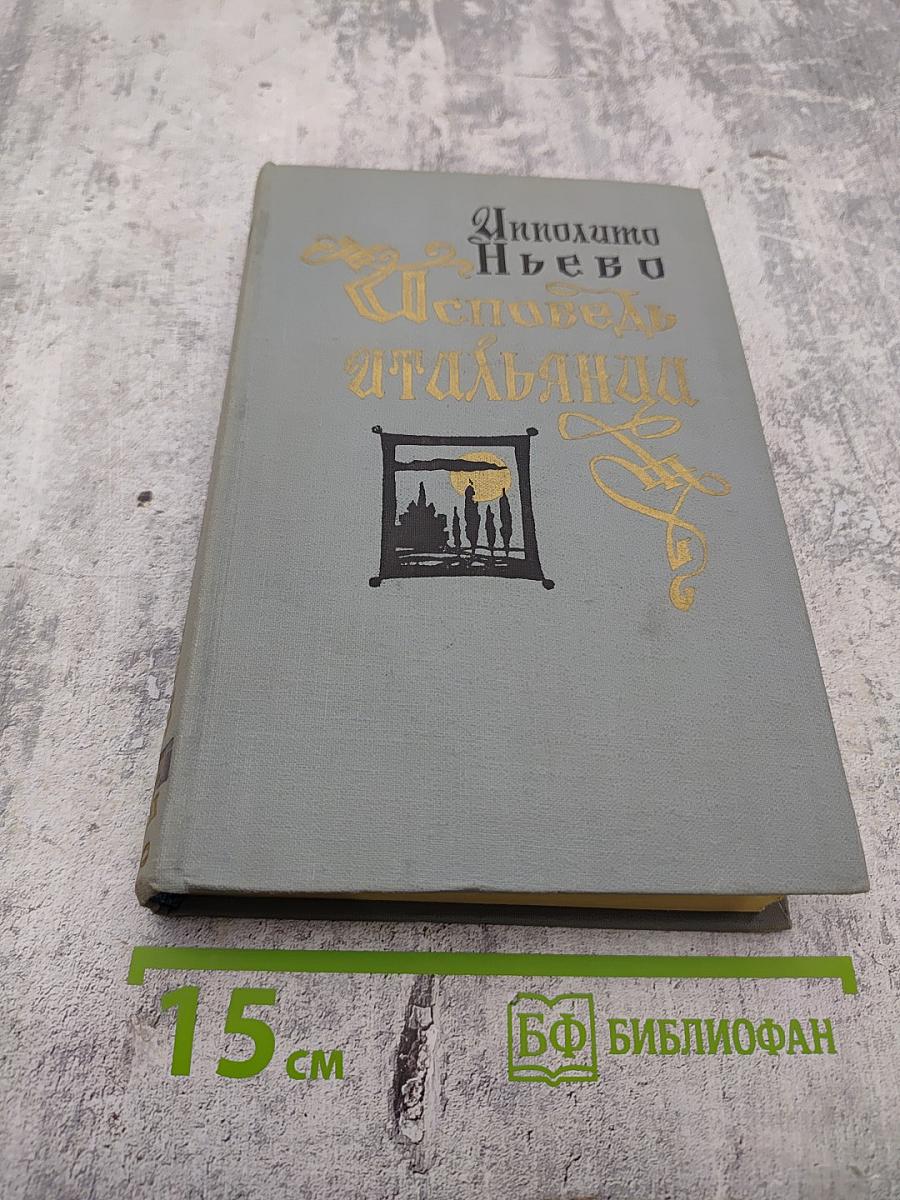 Ипполито
Ньево
Исповедь
итальянца
15 см
БФ БИБЛИОФАН